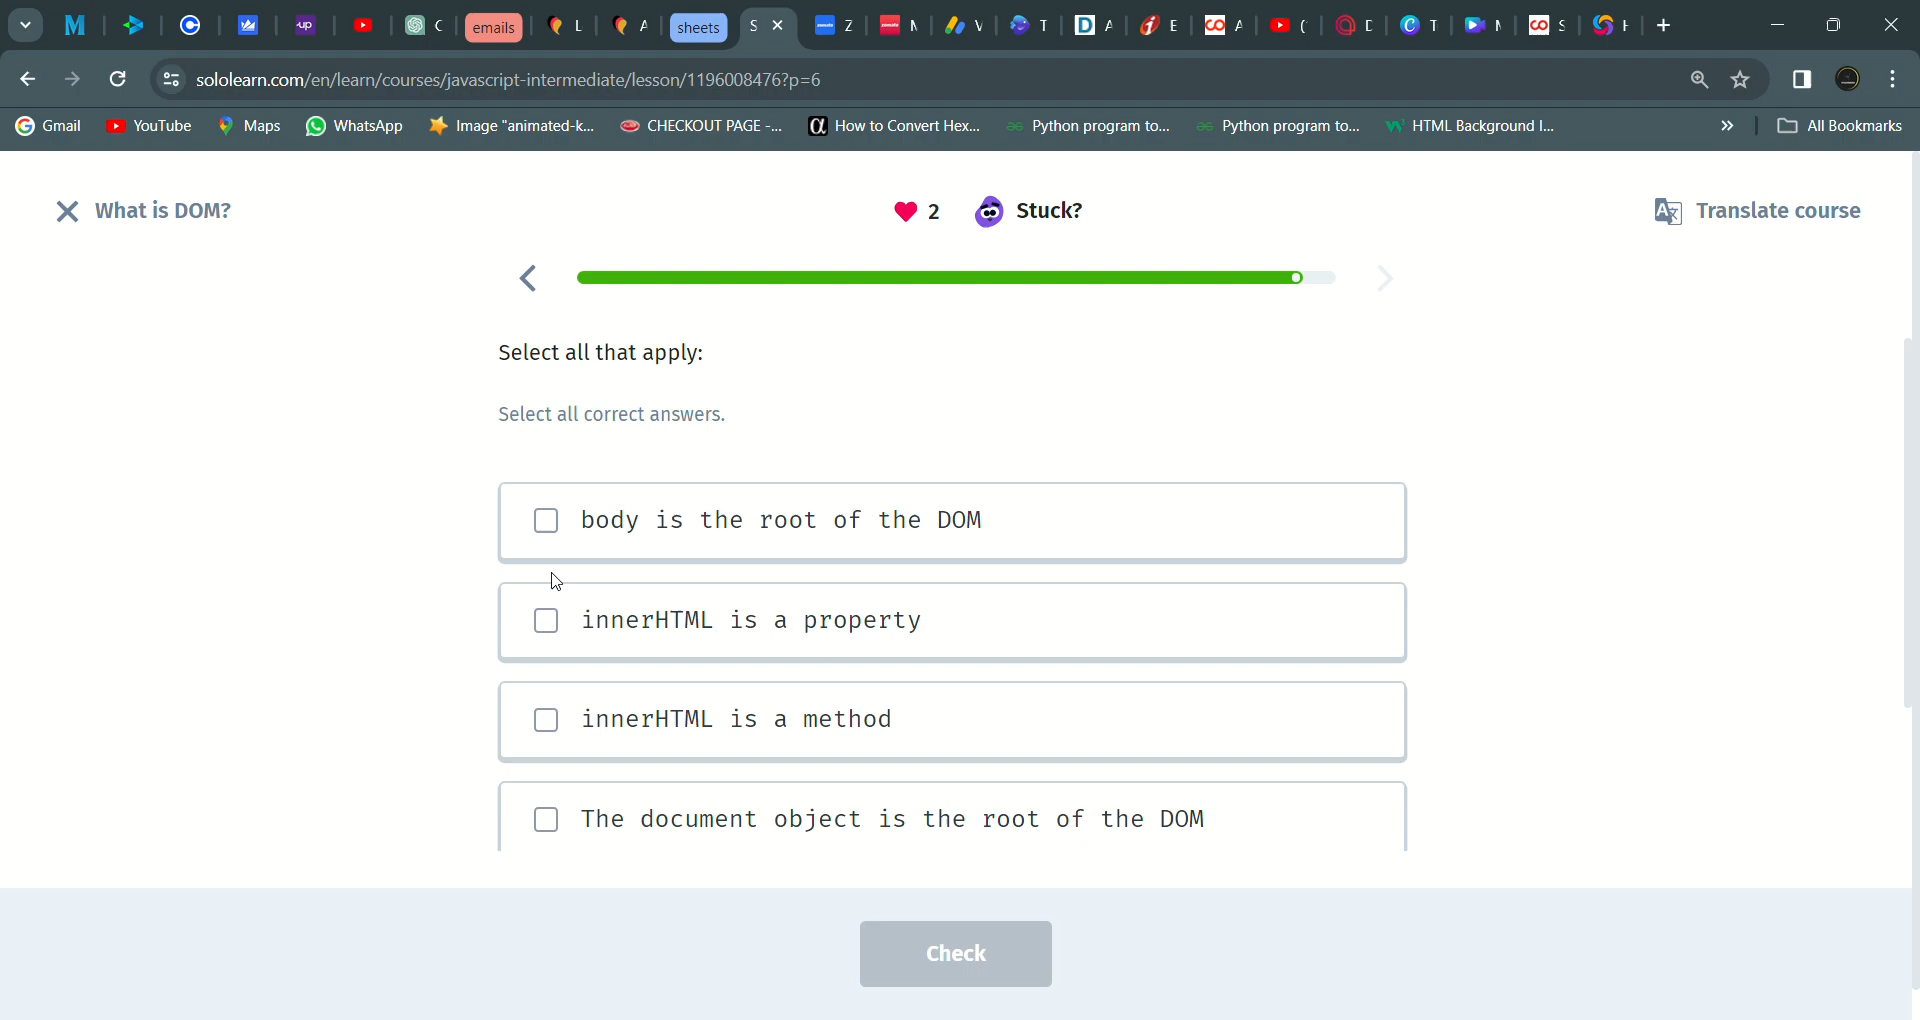 emails
sheets
sololearn.com/en/learn/courses/javascript-intermediate/lesson/1196008476?p=6
Gmail YouTube Maps WhatsApp Image "animated-k... CHECKOUT PAGE -... How to Convert Hex... Python program to... Python program to... HTML Background I... » All Bookmarks
What is DOM? 2 Stuck? Translate course
Select all that apply:
Select all correct answers.
body is the root of the DOM
innerHTML is a property
innerHTML is a method
The document object is the root of the DOM
Check